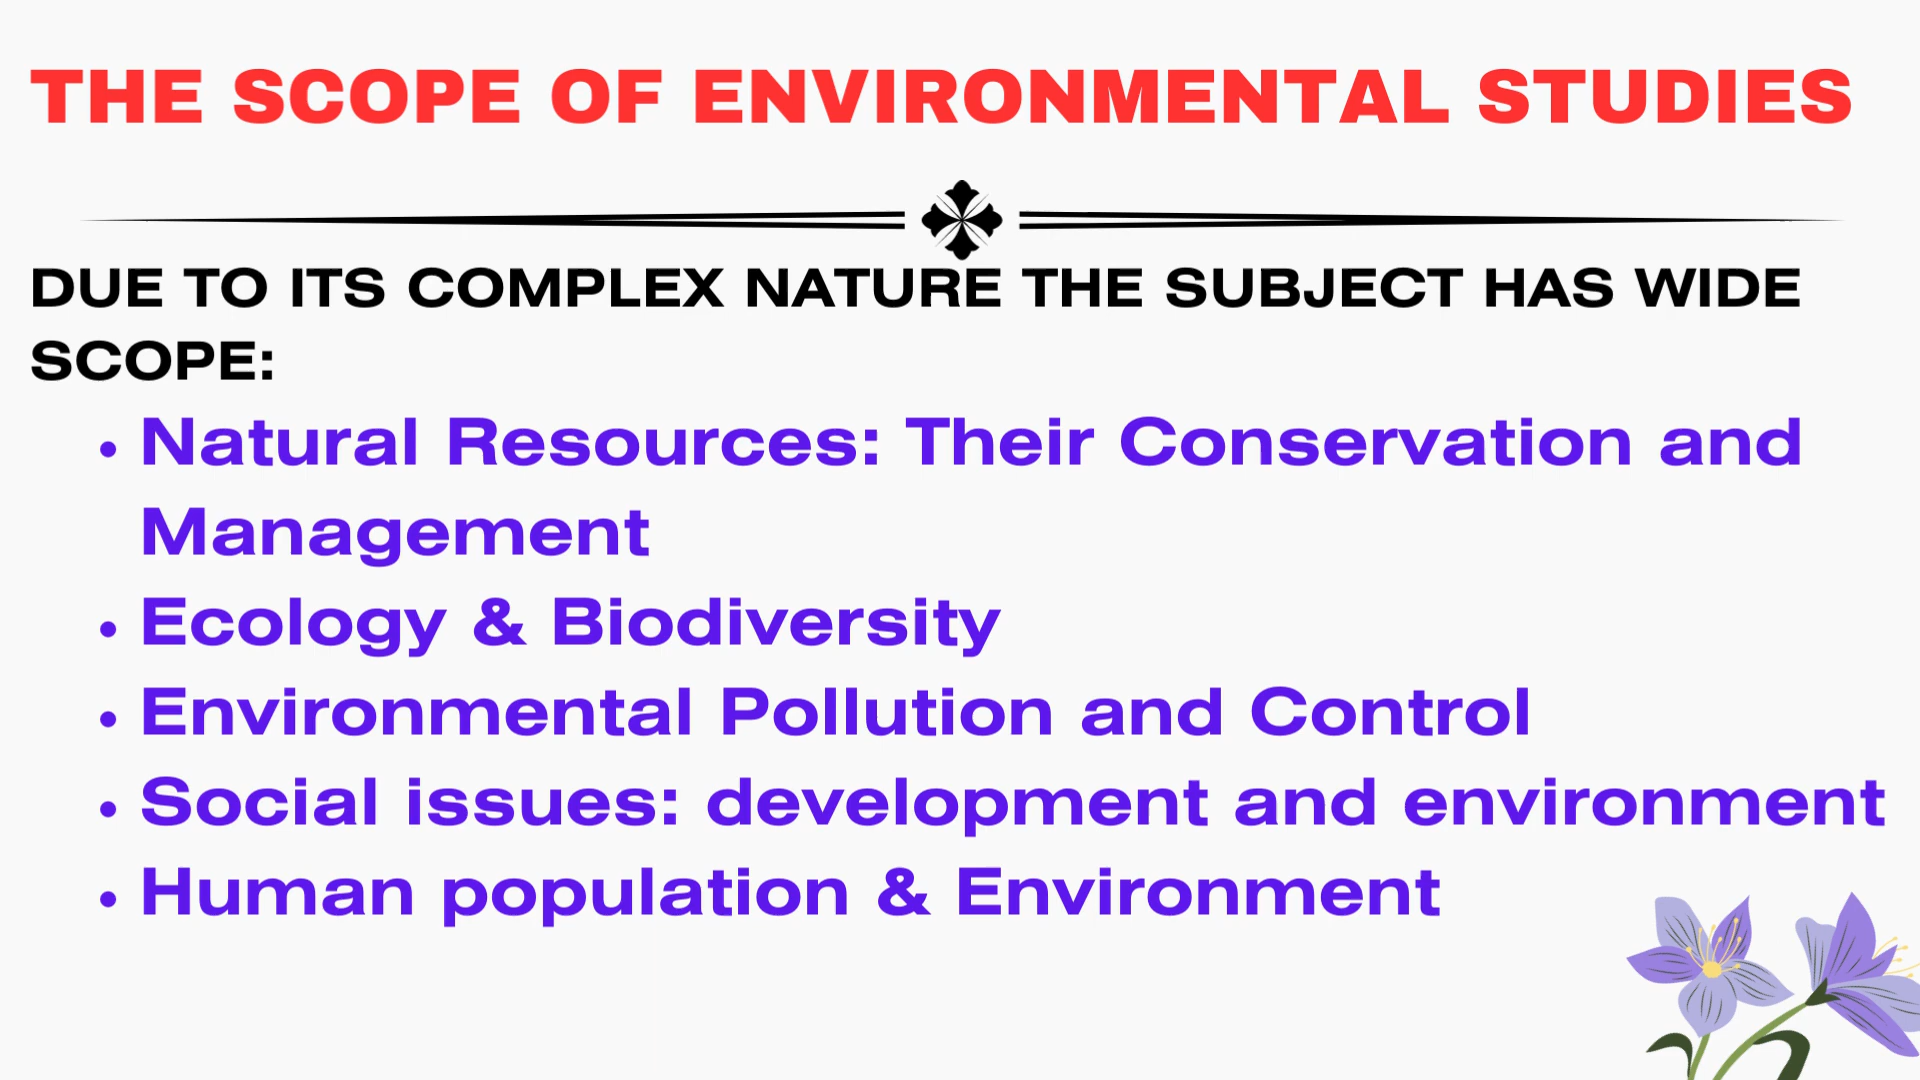 THE SCOPE OF ENVIRONMENTAL STUDIES
DUE TO ITS COMPLEX NATURE THE SUBJECT HAS WIDE
SCOPE:
• Natural Resources: Their Conservation and
Management
• Ecology & Biodiversity
• Environmental Pollution and Control
• Social issues: development and environment
• Human population & Environment